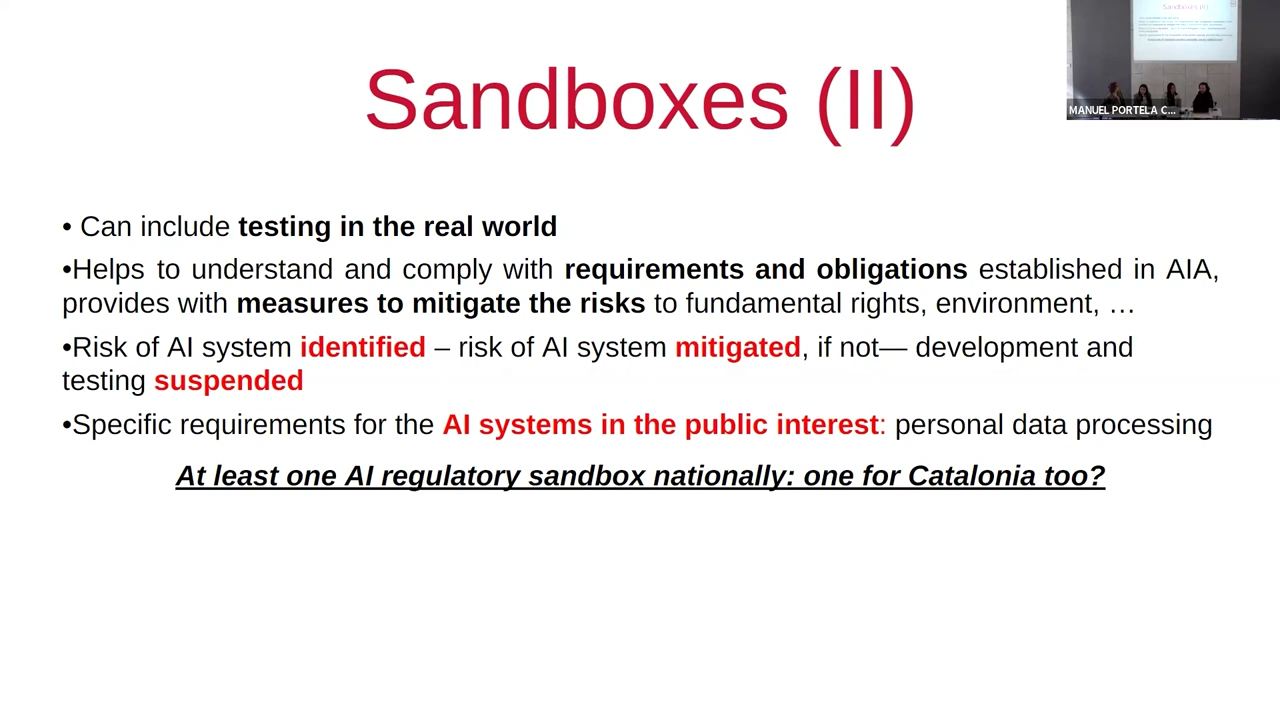 Sandboxes (II)
• Can include testing in the real world
•Helps to understand and comply with requirements and obligations established in AIA,
provides with measures to mitigate the risks to fundamental rights, environment, …
•Risk of AI system identified – risk of AI system mitigated, if not— development and
testing suspended
•Specific requirements for the AI systems in the public interest: personal data processing
At least one AI regulatory sandbox nationally: one for Catalonia too?
Sandboxes (II)
MANUEL PORTELA C...